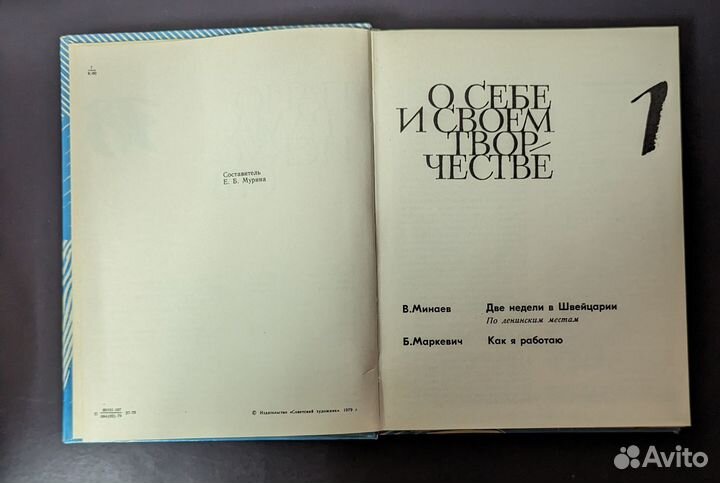 Составитель
Е. Б. Мурина
© Издательство «Советский художник» 1979 г.
О СЕБЕ
И СВОЕМ
ТВОР-
ЧЕСТВЕ
1
В.Минаев Две недели в Швейцарии
По ленинским местам
Б.Маркевич Как я работаю
Avito